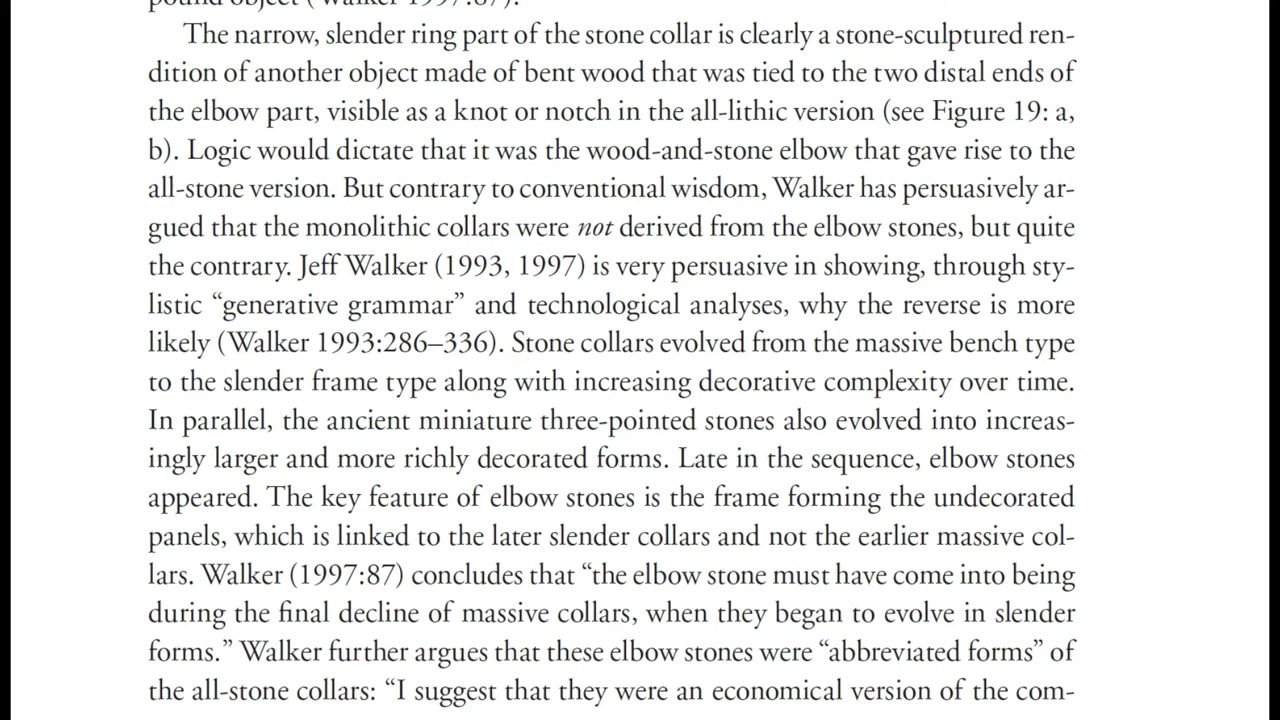 pound object (Walker 1997:87).
The narrow, slender ring part of the stone collar is clearly a stone-sculptured ren-
dition of another object made of bent wood that was tied to the two distal ends of
the elbow part, visible as a knot or notch in the all-lithic version (see Figure 19: a,
b). Logic would dictate that it was the wood-and-stone elbow that gave rise to the
all-stone version. But contrary to conventional wisdom, Walker has persuasively ar-
gued that the monolithic collars were not derived from the elbow stones, but quite
the contrary. Jeff Walker (1993, 1997) is very persuasive in showing, through sty-
listic “generative grammar” and technological analyses, why the reverse is more
likely (Walker 1993:286–336). Stone collars evolved from the massive bench type
to the slender frame type along with increasing decorative complexity over time.
In parallel, the ancient miniature three-pointed stones also evolved into increas-
ingly larger and more richly decorated forms. Late in the sequence, elbow stones
appeared. The key feature of elbow stones is the frame forming the undecorated
panels, which is linked to the later slender collars and not the earlier massive col-
lars. Walker (1997:87) concludes that “the elbow stone must have come into being
during the final decline of massive collars, when they began to evolve in slender
forms.” Walker further argues that these elbow stones were “abbreviated forms” of
the all-stone collars: “I suggest that they were an economical version of the com-